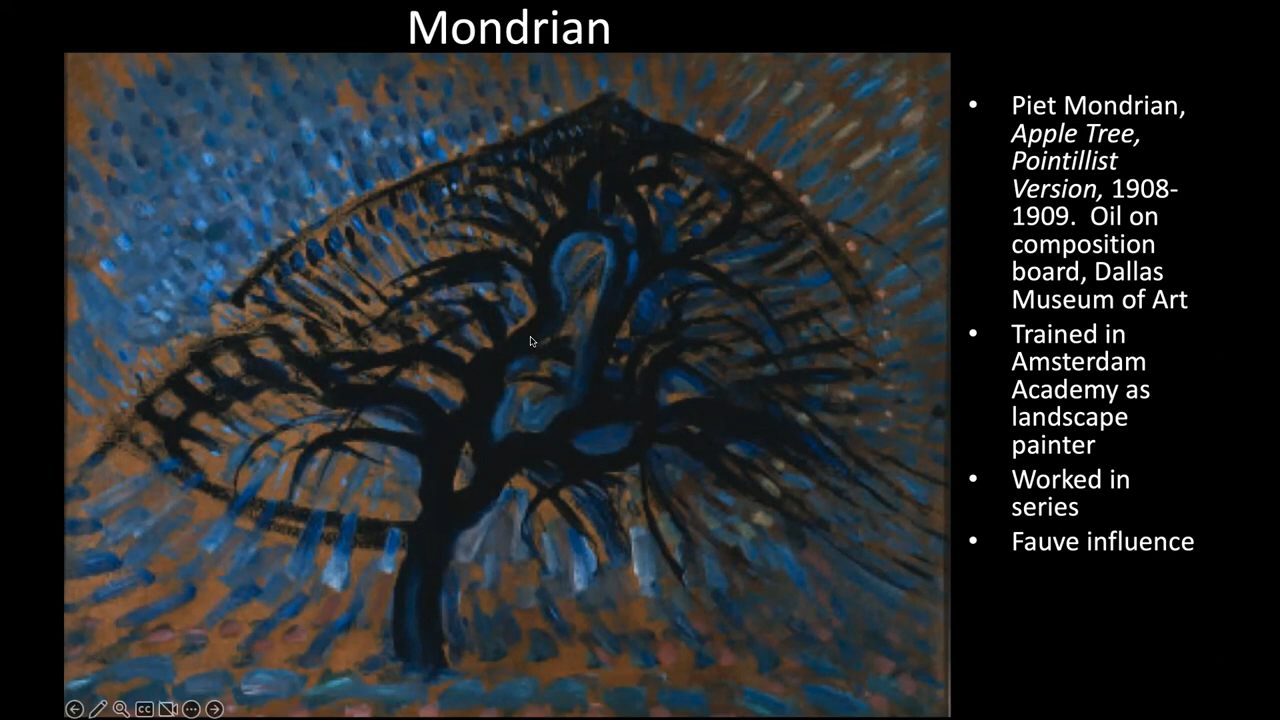 Mondrian
• Piet Mondrian,
Apple Tree,
Pointillist
Version, 1908-
1909. Oil on
composition
board, Dallas
Museum of Art
• Trained in
Amsterdam
Academy as
landscape
painter
• Worked in
series
• Fauve influence
CC